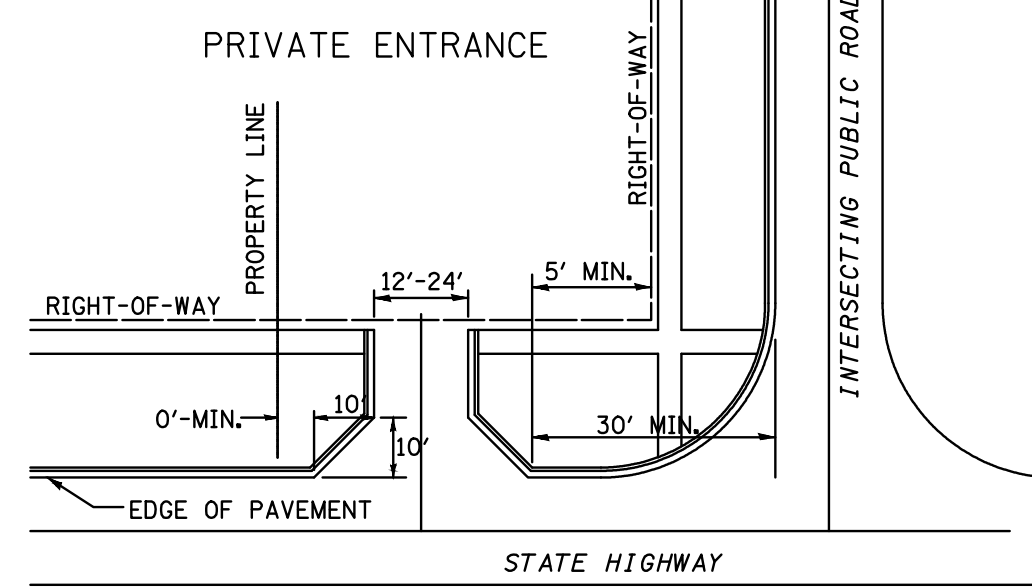 PRIVATE ENTRANCE
PROPERTY LINE
RIGHT-OF-WAY
INTERSECTING PUBLIC ROAD
12'-24'
5' MIN.
RIGHT-OF-WAY
0'-MIN.
10'
10'
30' MIN.
EDGE OF PAVEMENT
STATE HIGHWAY